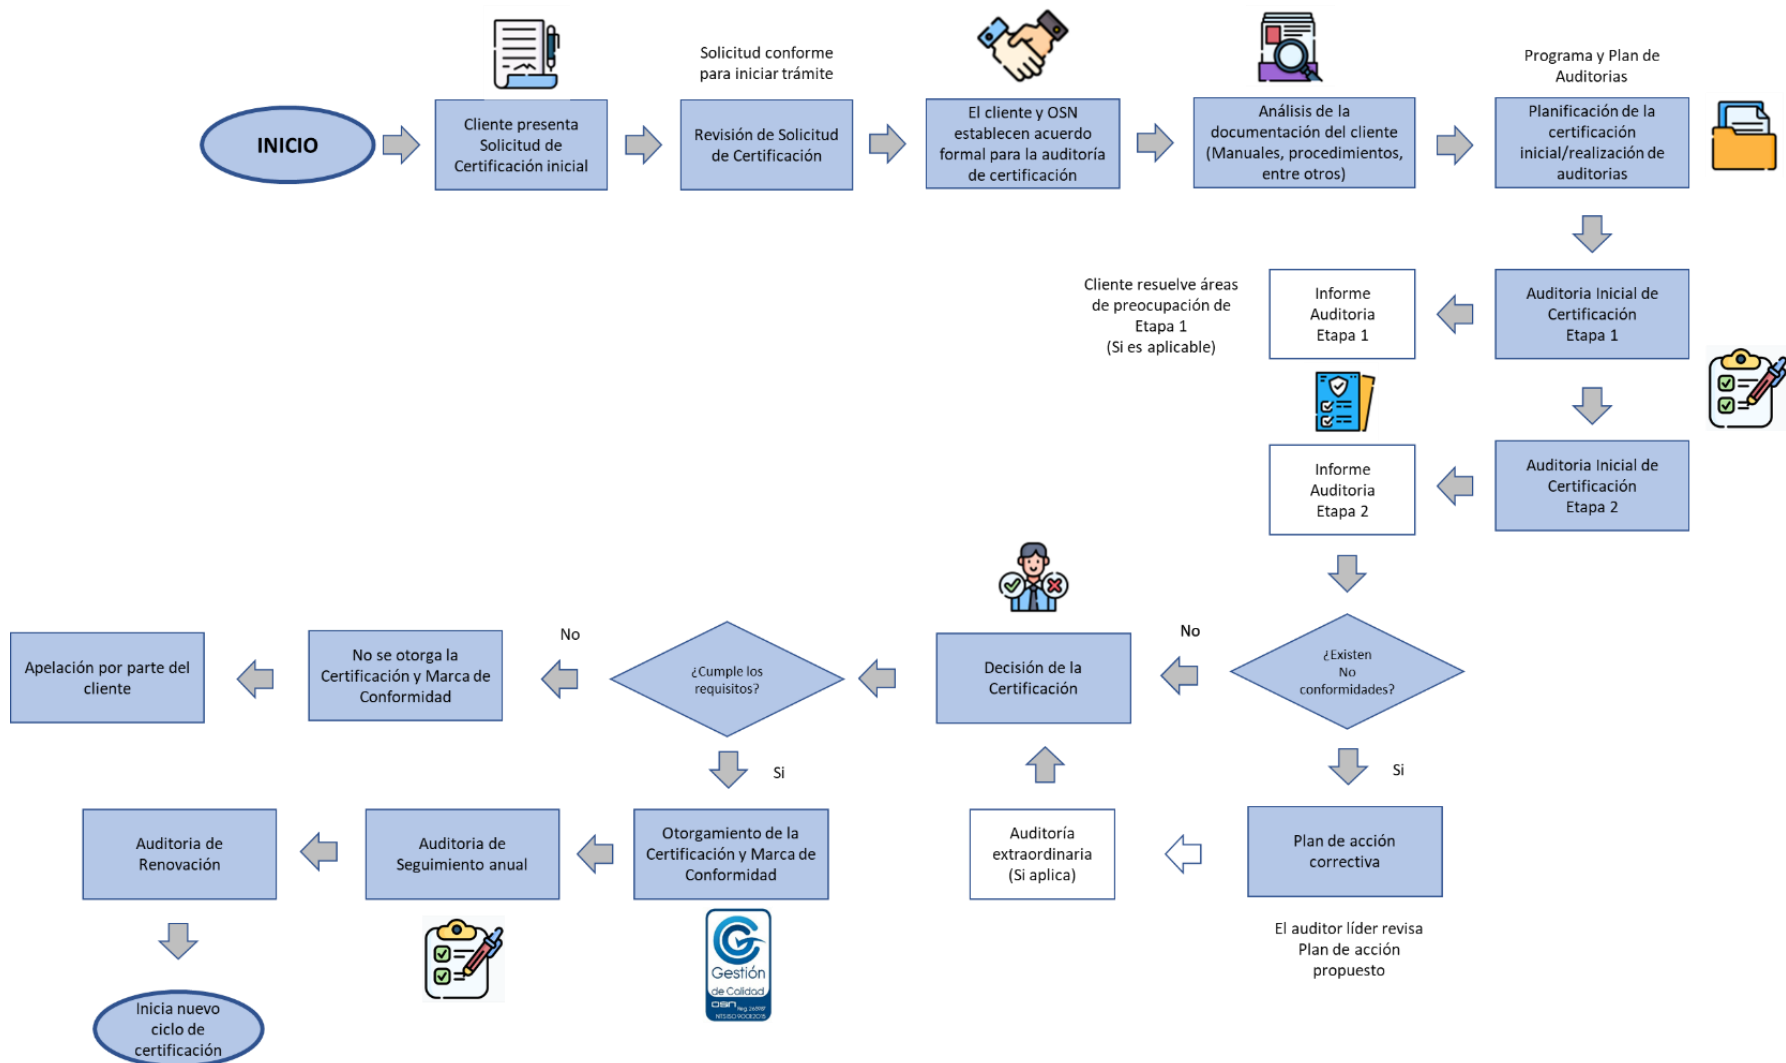 INICIO
Cliente presenta
Solicitud de
Certificación inicial
Solicitud conforme
para iniciar trámite
Revisión de Solicitud
de Certificación
El cliente y OSN
establecen acuerdo
formal para la auditoría
de certificación
Análisis de la
documentación del cliente
(Manuales, procedimientos,
entre otros)
Programa y Plan de
Auditorias
Planificación de la
certificación
inicial/realización de
auditorias
Cliente resuelve áreas
de preocupación de
Etapa 1
(Si es aplicable)
Informe
Auditoria
Etapa 1
Auditoria Inicial de
Certificación
Etapa 1
Informe
Auditoria
Etapa 2
Auditoria Inicial de
Certificación
Etapa 2
Apelación por parte del
cliente
No se otorga la
Certificación y Marca de
Conformidad
No
¿Cumple los
requisitos?
Decisión de la
Certificación
No
¿Existen
No
conformidades?
Si
Si
Auditoria de
Renovación
Auditoria de
Seguimiento anual
Otorgamiento de la
Certificación y Marca de
Conformidad
Auditoría
extraordinaria
(Si aplica)
Plan de acción
correctiva
El auditor líder revisa
Plan de acción
propuesto
Gestión
de Calidad
OSN
Inicia nuevo
ciclo de
certificación